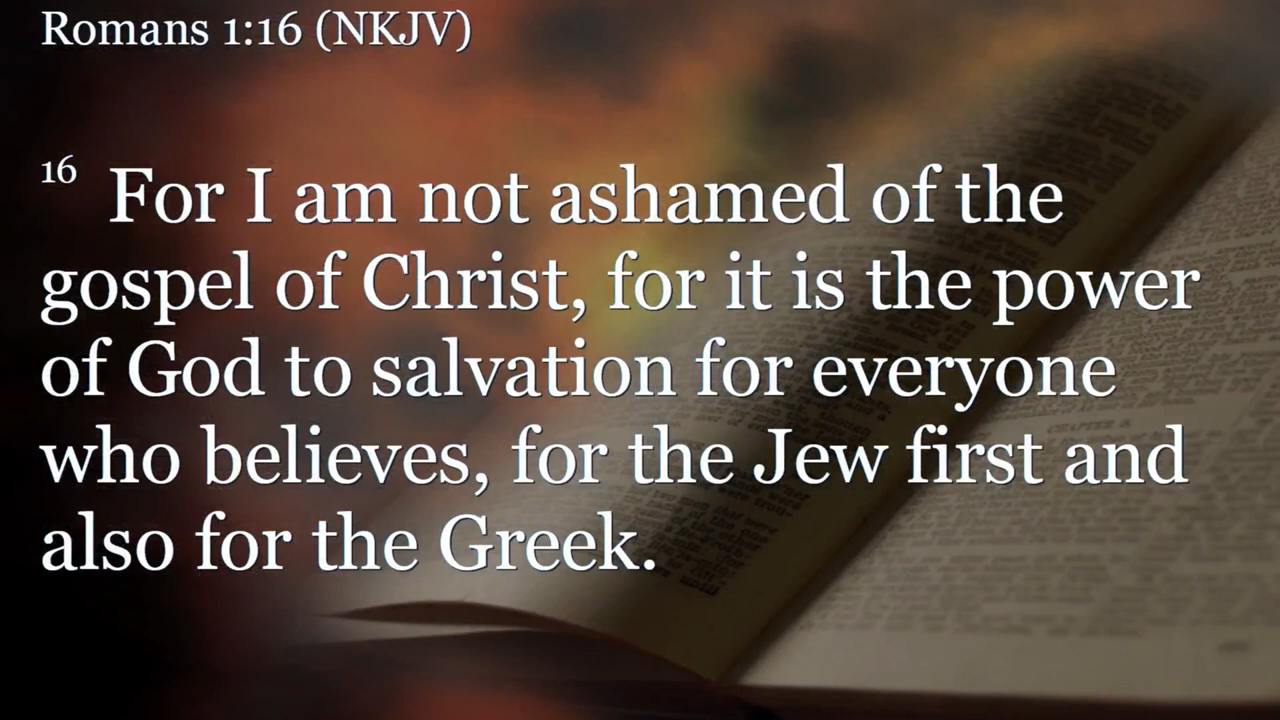 Romans 1:16 (NKJV)
16 For I am not ashamed of the
gospel of Christ, for it is the power
of God to salvation for everyone
who believes, for the Jew first and
also for the Greek.